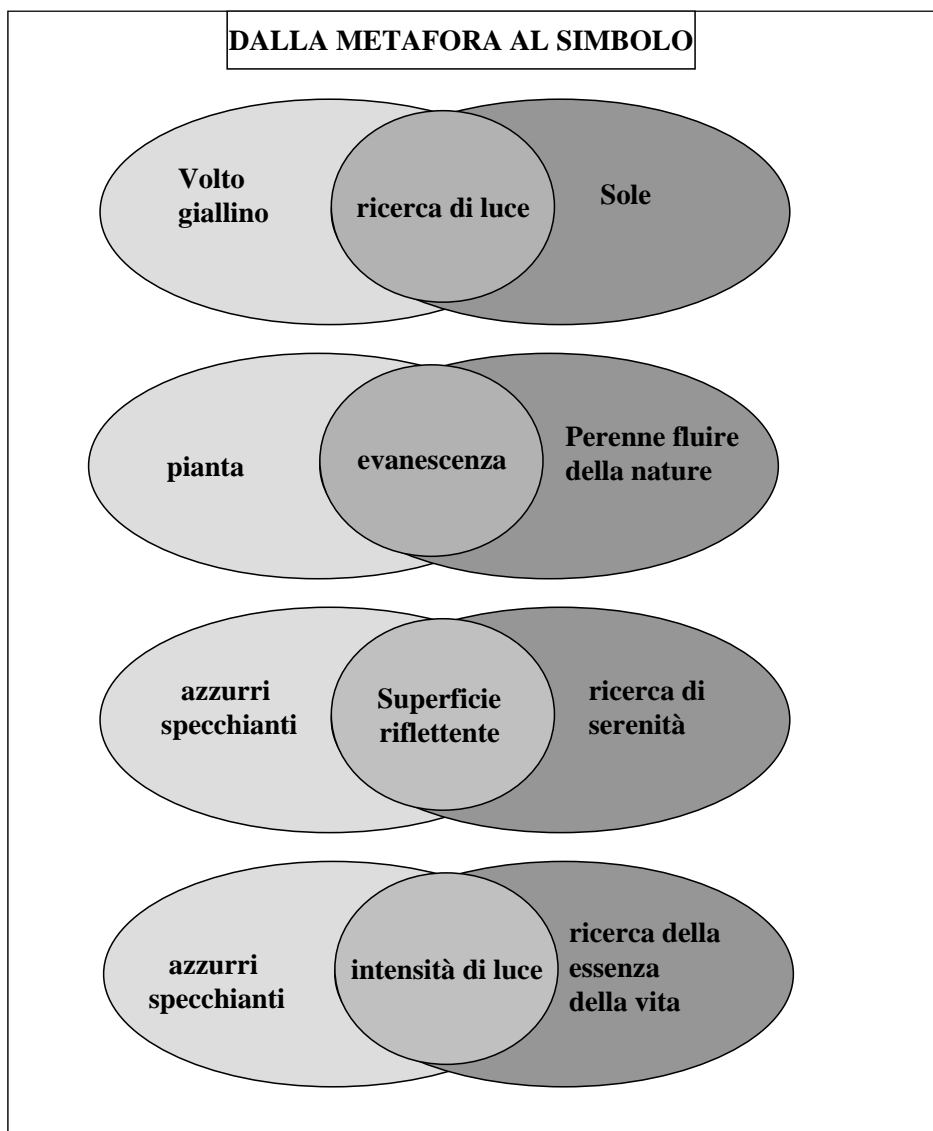 DALLA METAFORA AL SIMBOLO
Volto
giallino
ricerca di luce
Sole
pianta
evanescenza
Perenne fluire
della nature
azzurri
specchianti
Superficie
riflettente
ricerca di
serenità
azzurri
specchianti
intensità di luce
ricerca della
essenza
della vita